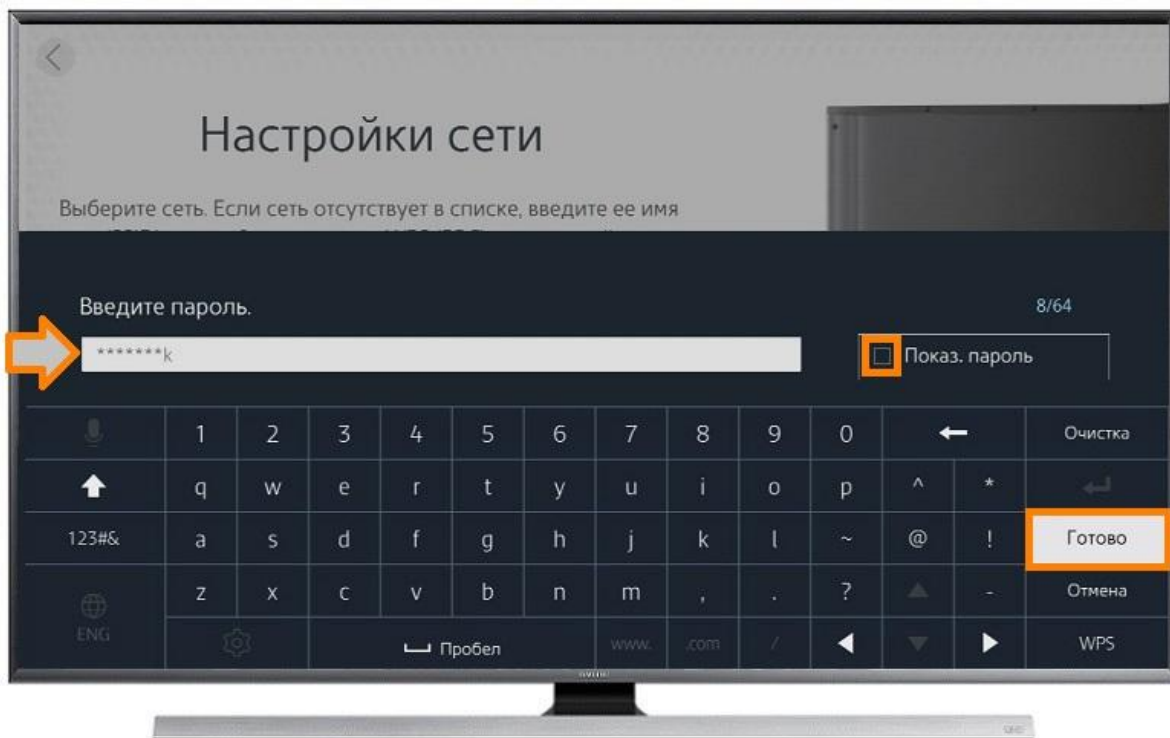 Настройки сети
Выберите сеть. Если сеть отсутствует в списке, введите ее имя
Введите пароль.
8/64
*******k
Показ. пароль
1 2 3 4 5 6 7 8 9 0 Очистка
q w e r t y u i o p ^ *
123#& a s d f g h j k l ~ @ ! Готово
z x c v b n m , . ? - Отмена
ENG Пробел www. .com / WPS